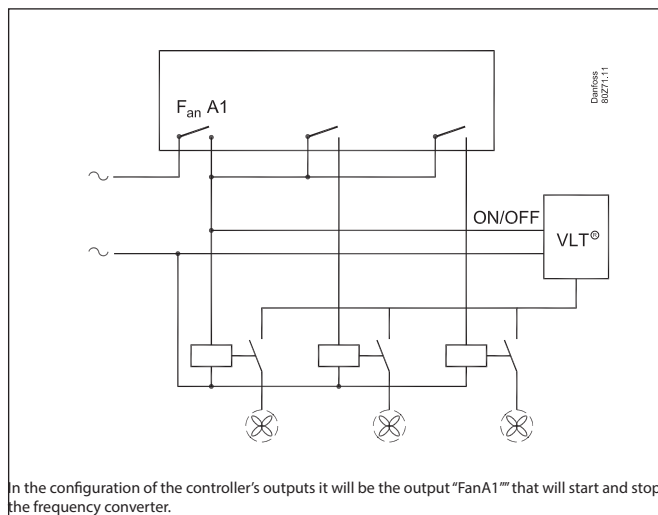 Danfoss
80Z71.11
Fan A1
ON/OFF
VLT®
In the configuration of the controller's outputs it will be the output "FanA1"" that will start and stop
the frequency converter.